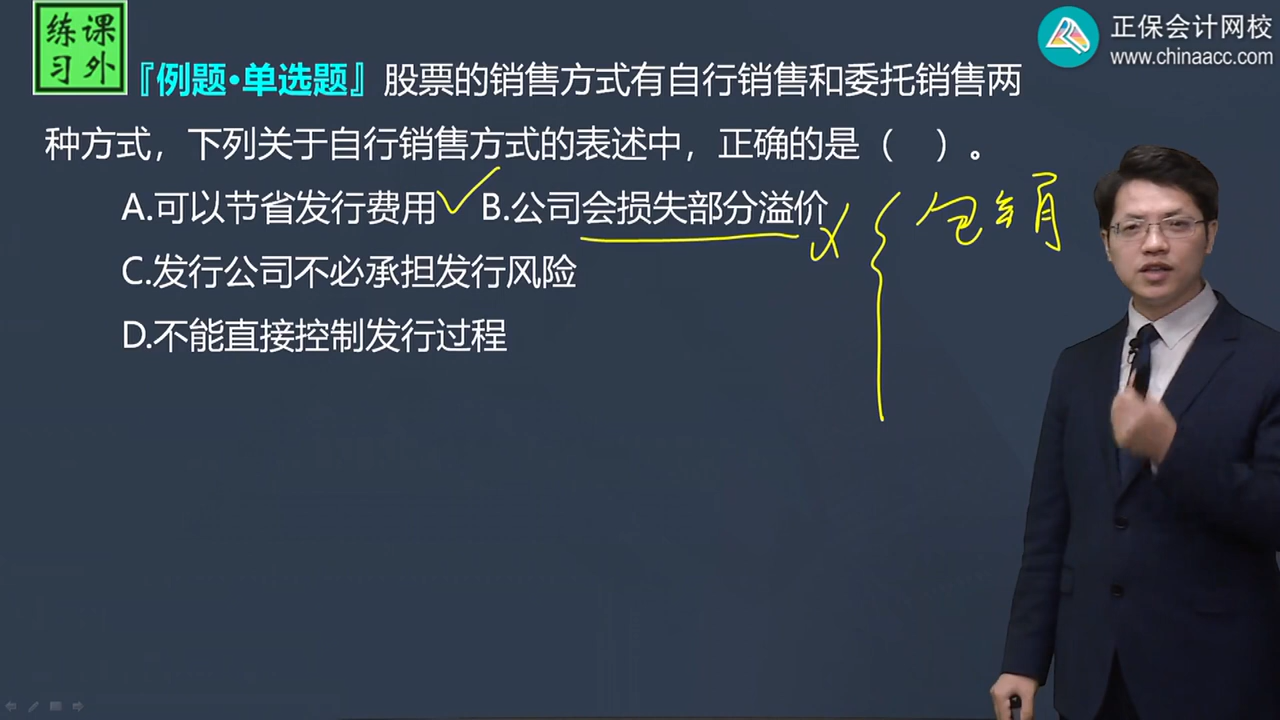 练课
习外
正保会计网校
www.chinaacc.com
『例题•单选题』股票的销售方式有自行销售和委托销售两
种方式，下列关于自行销售方式的表述中，正确的是（ ）。
A.可以节省发行费用 B.公司会损失部分溢价
包销
C.发行公司不必承担发行风险
D.不能直接控制发行过程